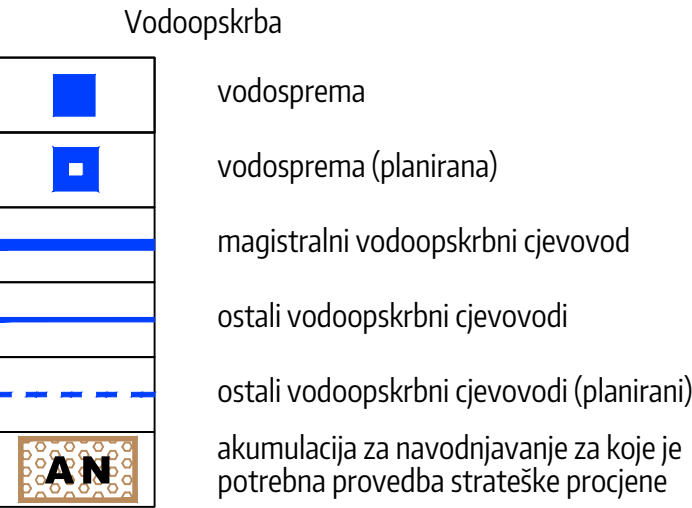 Vodoopskrba
vodosprema
vodosprema (planirana)
magistralni vodoopskrbni cjevovod
ostali vodoopskrbni cjevovodi
ostali vodoopskrbni cjevovodi (planirani)
AN
akumulacija za navodnjavanje za koje je
potrebna provedba strateške procjene